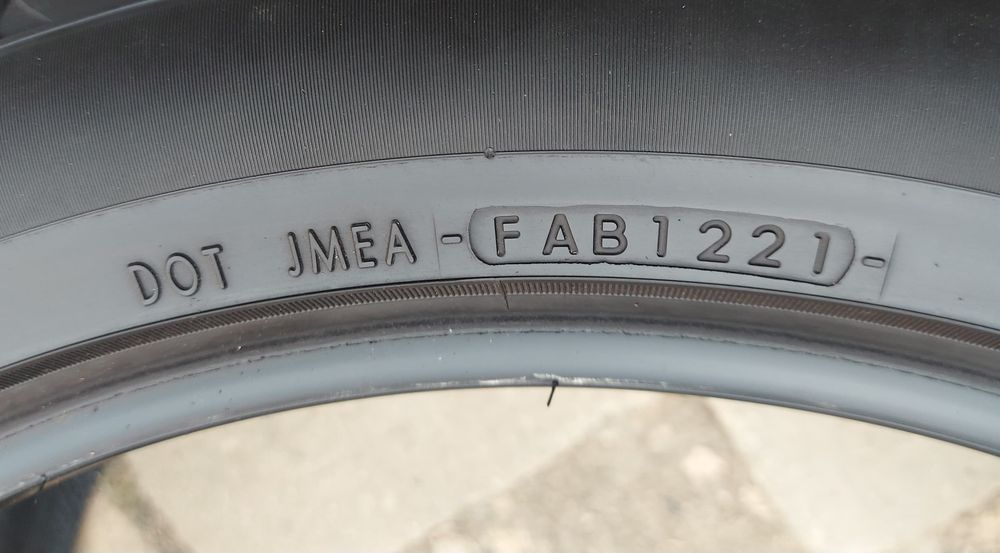 DOT JMEA -FAB1221-